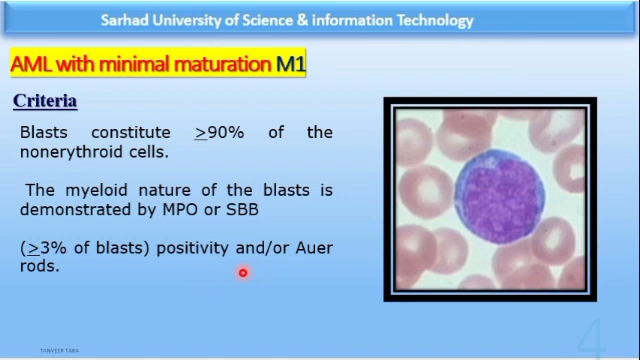 Sarhad University of Science & information Technology
AML with minimal maturation M1
Criteria
Blasts constitute ≥90% of the
nonerythroid cells.
The myeloid nature of the blasts is
demonstrated by MPO or SBB
(≥3% of blasts) positivity and/or Auer
rods.
TANVEER TARA
4